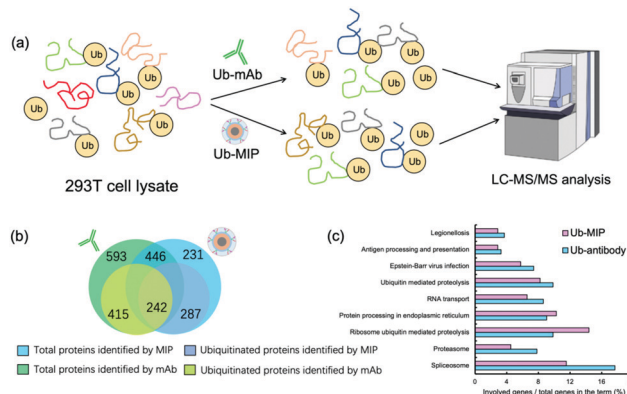 (a)
Ub
Ub
Ub
Ub
Ub
Ub
Ub
Ub
293T cell lysate
Ub-mAb
Ub-MIP
Ub
Ub
Ub
Ub
Ub
Ub
Ub
Ub
Ub
Ub
LC-MS/MS analysis
(b)
593
446
231
415
242
287
Total proteins identified by MIP
Ubiquitinated proteins identified by MIP
Total proteins identified by mAb
Ubiquitinated proteins identified by mAb
(c)
Ub-MIP
Ub-antibody
Legionellosis
Antigen processing and presentation
Epstein-Barr virus infection
Ubiquitin mediated proteolysis
RNA transport
Protein processing in endoplasmic reticulum
Ribosome ubiquitin mediated proteolysis
Proteasome
Spliceosome
0 4 8 12 16
Involved genes / total genes in the term (%)